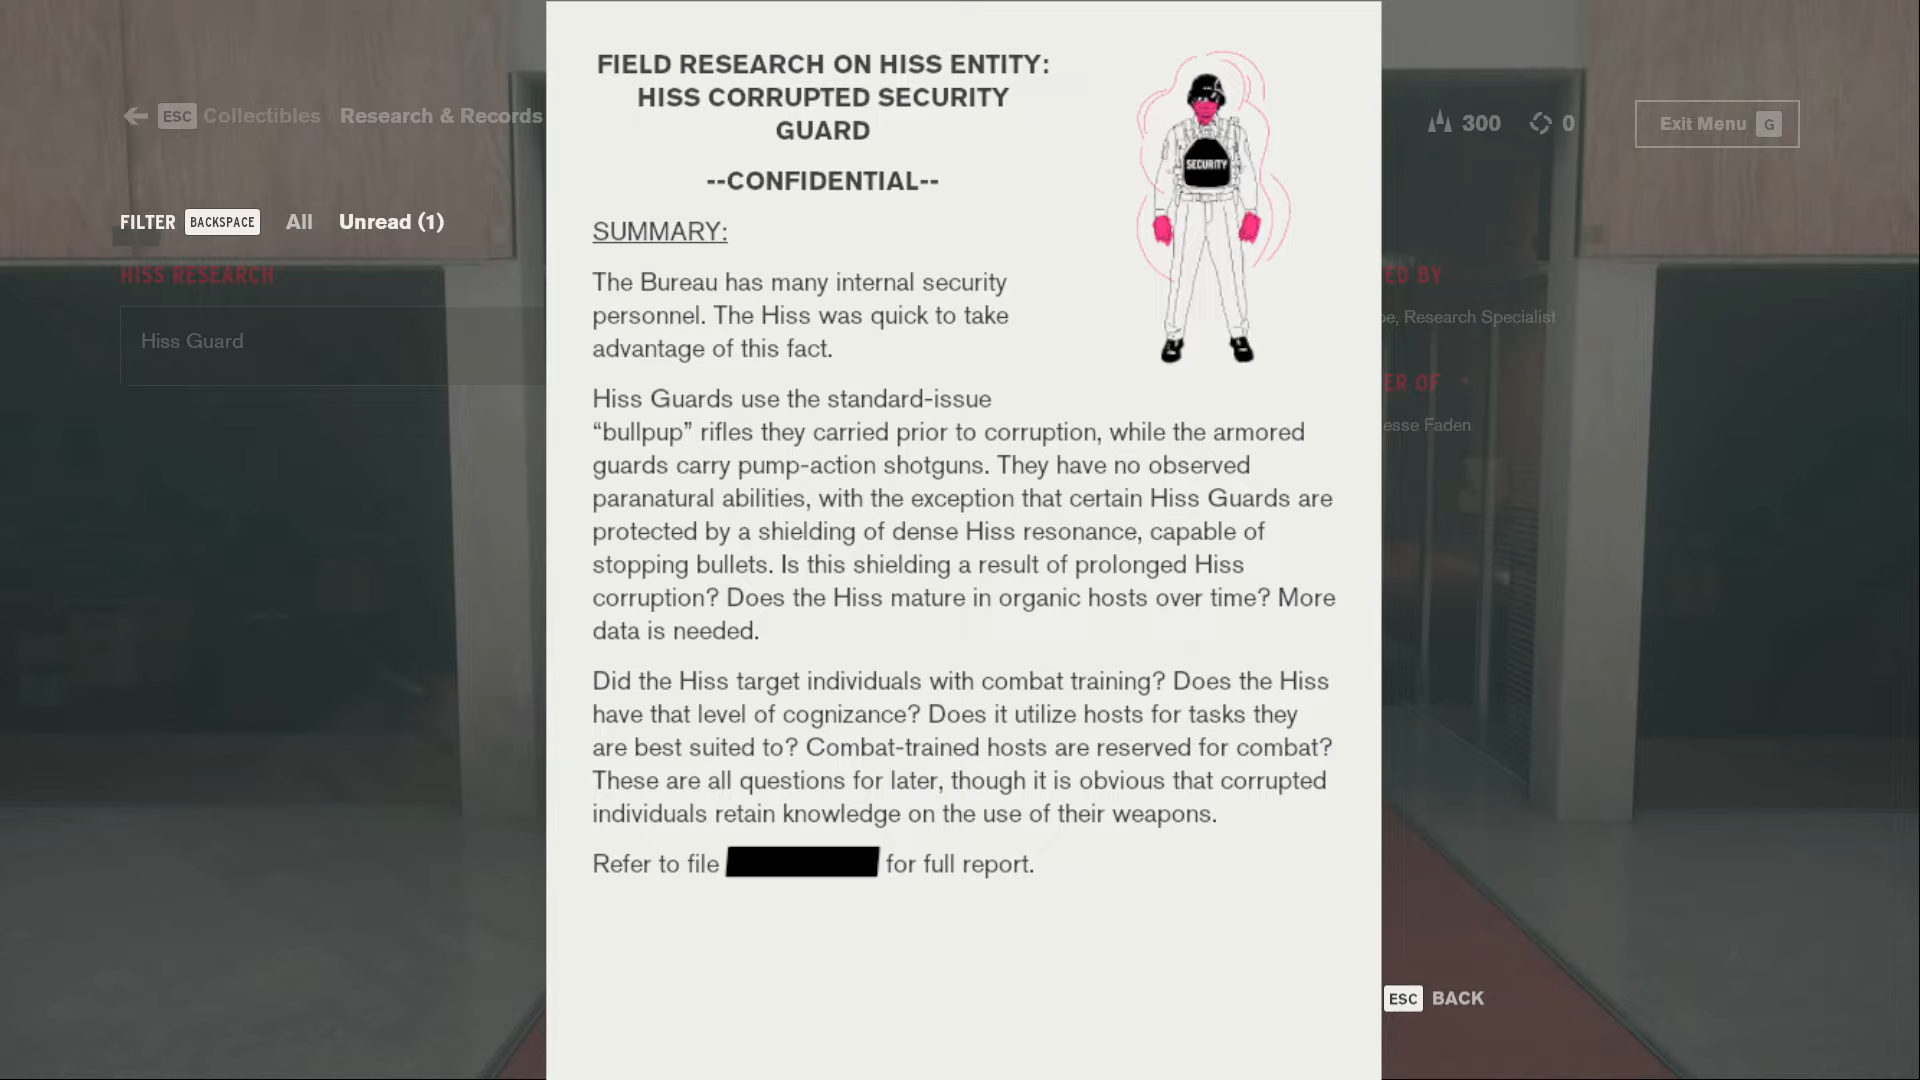 FIELD RESEARCH ON HISS ENTITY:
HISS CORRUPTED SECURITY
GUARD
--CONFIDENTIAL--
SECURITY
SUMMARY:
The Bureau has many internal security
personnel. The Hiss was quick to take
advantage of this fact.
Hiss Guards use the standard-issue
“bullpup” rifles they carried prior to corruption, while the armored
guards carry pump-action shotguns. They have no observed
paranatural abilities, with the exception that certain Hiss Guards are
protected by a shielding of dense Hiss resonance, capable of
stopping bullets. Is this shielding a result of prolonged Hiss
corruption? Does the Hiss mature in organic hosts over time? More
data is needed.
Did the Hiss target individuals with combat training? Does the Hiss
have that level of cognizance? Does it utilize hosts for tasks they
are best suited to? Combat-trained hosts are reserved for combat?
These are all questions for later, though it is obvious that corrupted
individuals retain knowledge on the use of their weapons.
Refer to file for full report.
ESC Collectibles / Research & Records
FILTER BACKSPACE All Unread (1)
HISS RESEARCH
Hiss Guard
300 0
Exit Menu G
BY
Research Specialist
OF
Faden
ESC BACK